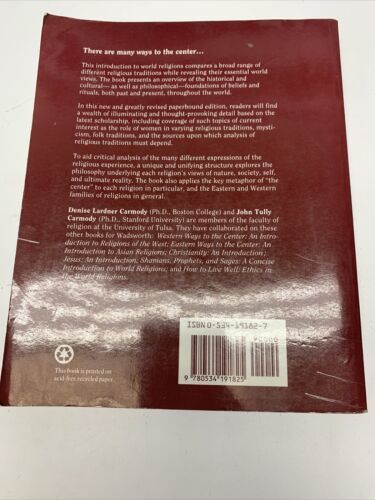 There are many ways to the center...
This introduction to world religions compares a broad range of
different religious traditions while revealing their essential world
views. The book presents an overview of the historical and
cultural— as well as philosophical—foundations of beliefs and
rituals, both past and present, throughout the world.
In this new and greatly revised paperbound edition, readers will find
a wealth of illuminating and thought-provoking detail based on the
latest scholarship, including coverage of such topics of current
interest as the role of women in varying religious traditions, mysti-
cism, folk traditions, and the sources upon which analysis of
religious traditions must depend.
To aid critical analysis of the many different expressions of the
religious experience, a unique and unifying structure explores the
philosophy underlying each religion's views of nature, society, self,
and ultimate reality. The book also applies the key metaphor of "the
center" to each religion in particular, and the Eastern and Western
families of religions in general.
Denise Lardner Carmody (Ph.D., Boston College) and John Tully
Carmody (Ph.D., Stanford University) are members of the faculty
of religion at the University of Tulsa. They have collaborated on these
other books for Wadsworth: Western Ways to the Center: An Intro-
duction to Religions of the West; Eastern Ways to the Center: An
Introduction to Asian Religions; Christianity: An Introduction;
Jesus: An Introduction; Shamans, Prophets, and Sages: A Concise
Introduction to World Religions; and How to Live Well: Ethics in
the World Religions.
ISBN 0-534-19182-7
90000
9 780534 191825
This book is printed on
acid-free recycled paper.